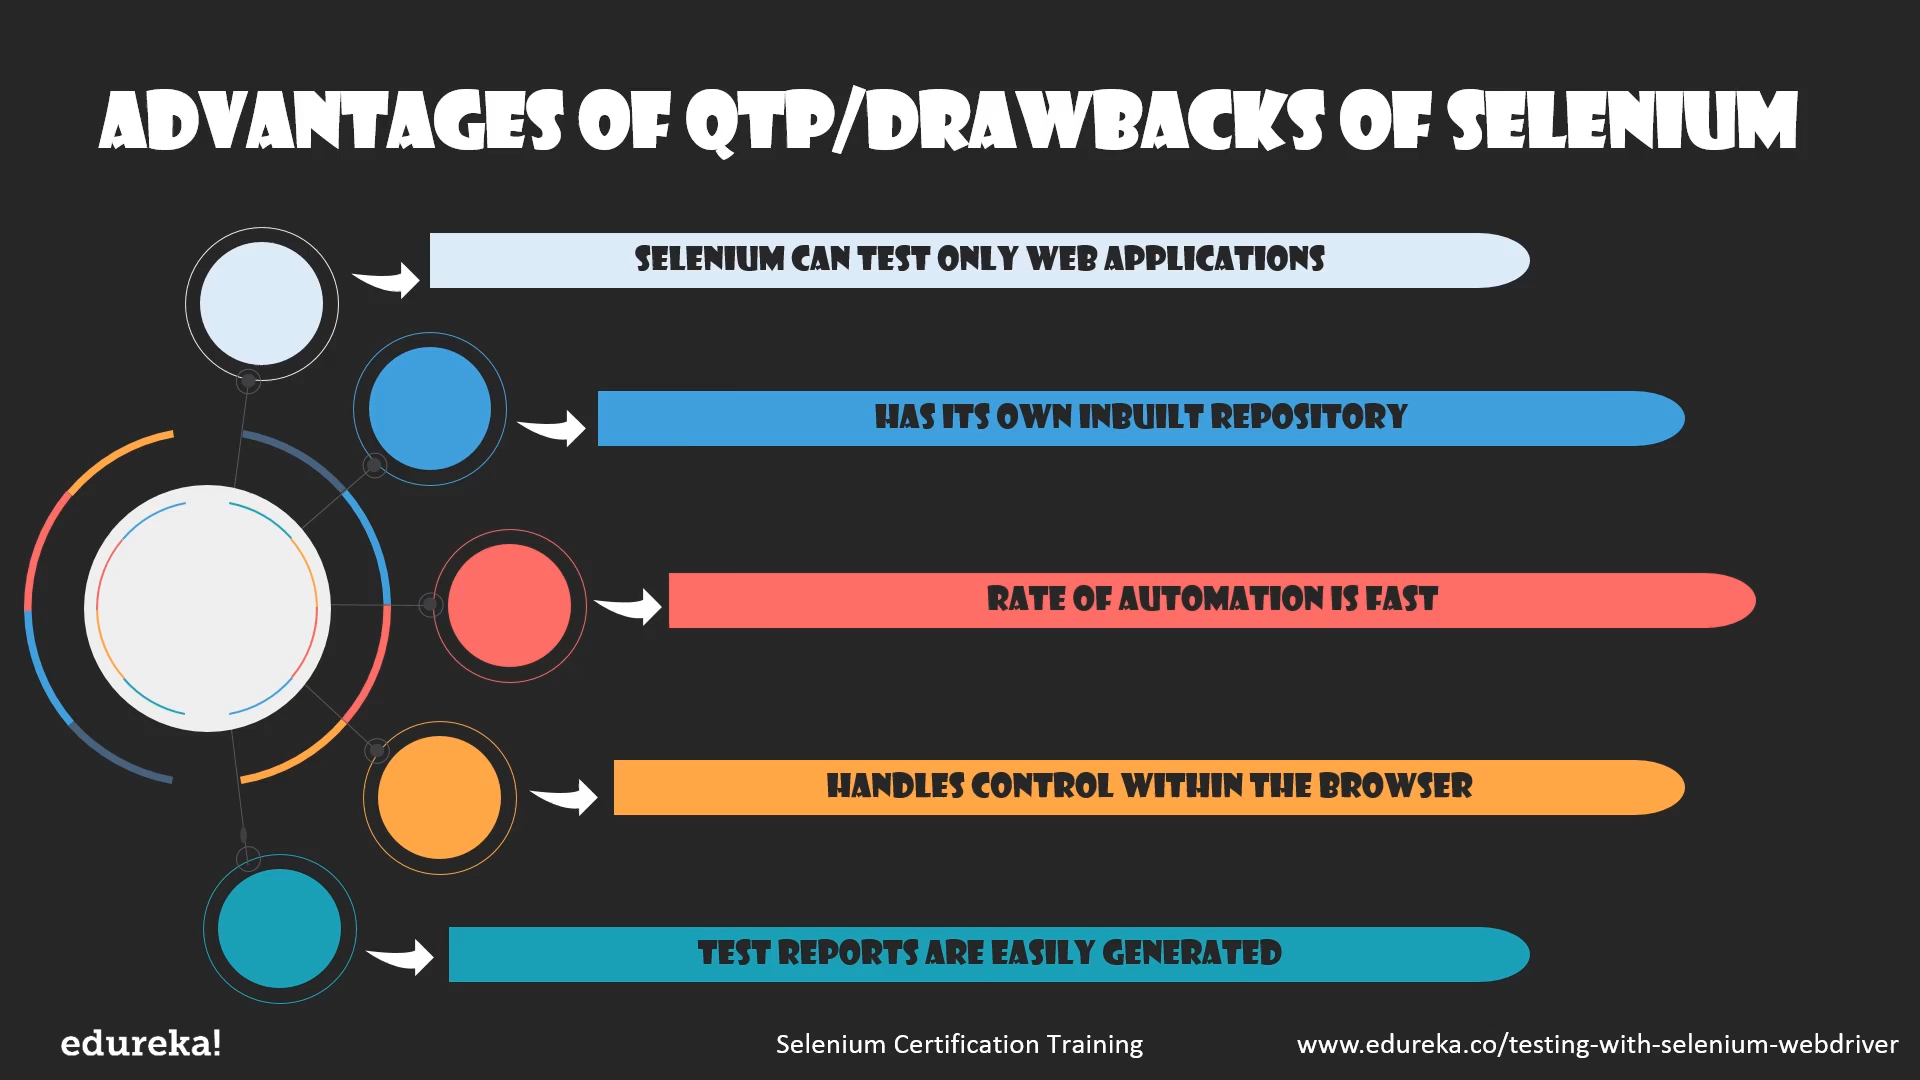 ADVANTAGES OF QTP/DRAWBACKS OF SELENIUM
SELENIUM CAN TEST ONLY WEB APPLICATIONS
HAS ITS OWN INBUILT REPOSITORY
RATE OF AUTOMATION IS FAST
HANDLES CONTROL WITHIN THE BROWSER
TEST REPORTS ARE EASILY GENERATED
edureka!
Selenium Certification Training
www.edureka.co/testing-with-selenium-webdriver